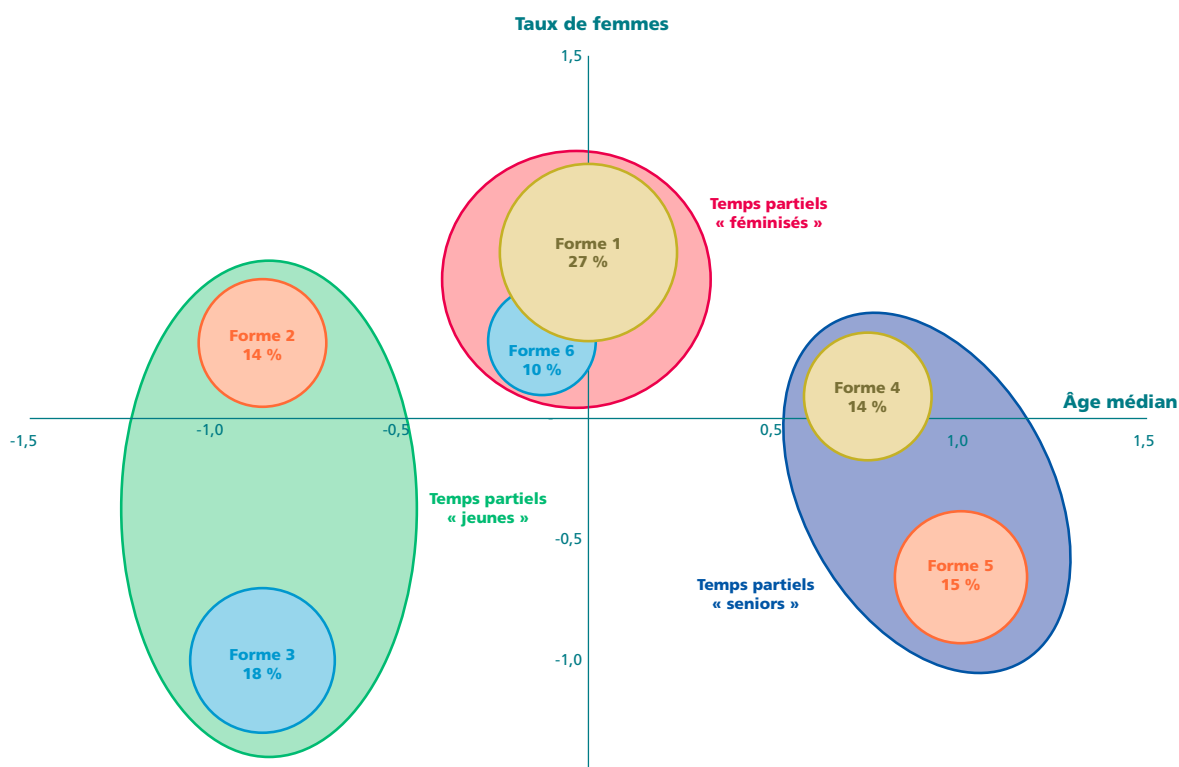 Taux de femmes
1,5
Temps partiels
« féminisés »
Forme 1
27 %
Forme 2
14 %
Forme 6
10 %
Forme 4
14 %
Âge médian
-1,5
-1,0
-0,5
0,5
1,0
1,5
Temps partiels
« jeunes »
-0,5
Forme 5
15 %
Temps partiels
« seniors »
Forme 3
18 %
-1,0